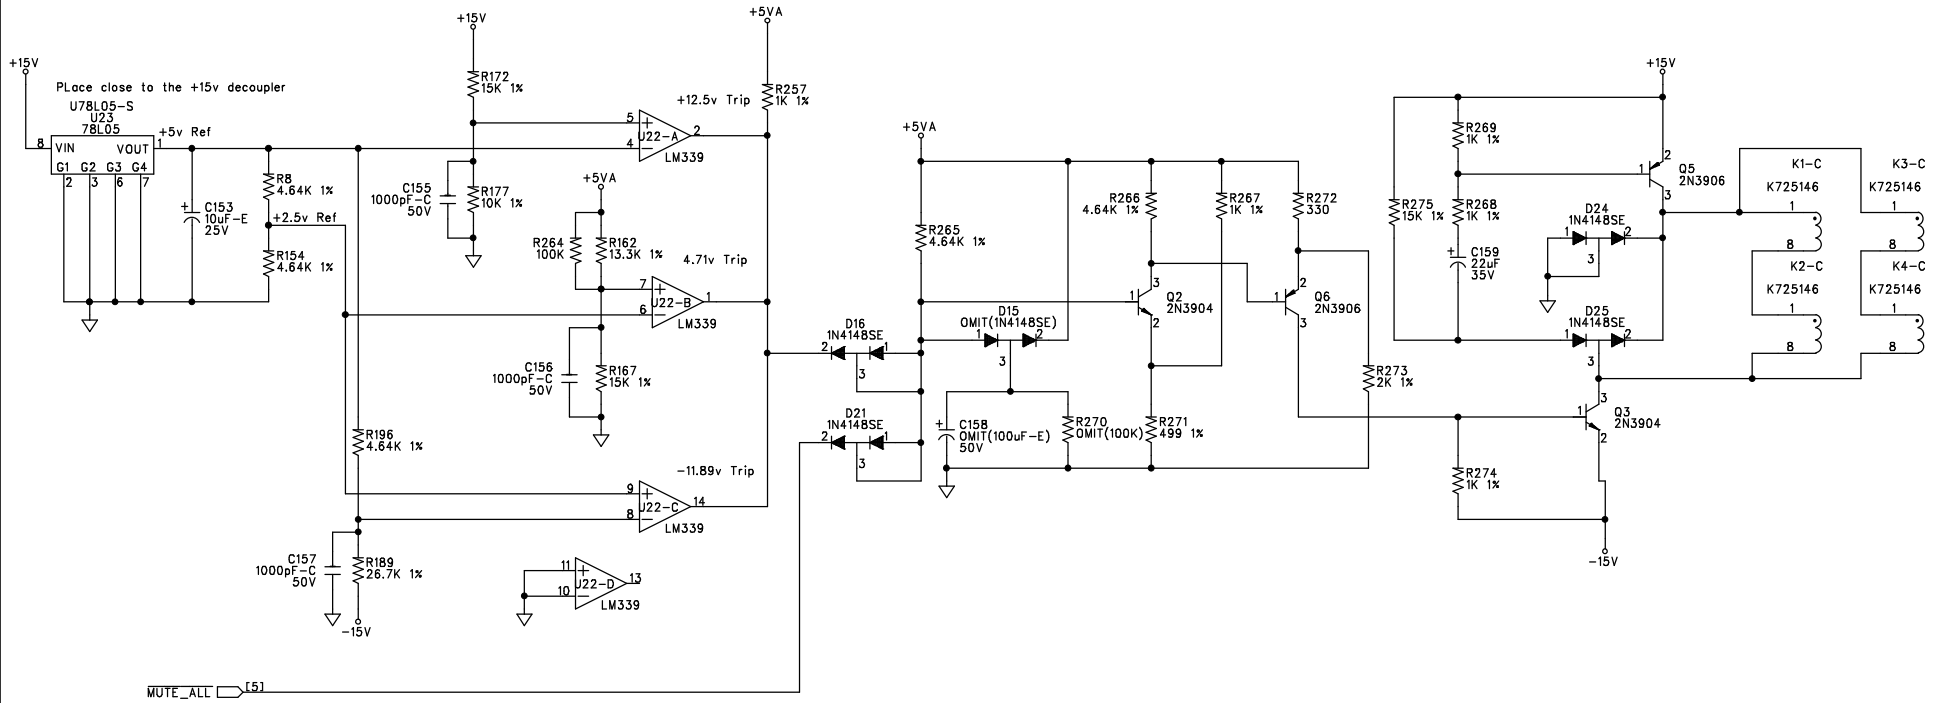 +15V
PLace close to the +15v decoupler
U78L05-S
U23
78L05
8
VIN
VOUT
1
+5v Ref
G1
G2
G3
G4
2
3
6
7
C153
10uF-E
25V
R8
4.64K 1%
+2.5v Ref
R154
4.64K 1%
R196
4.64K 1%
C157
1000pF-C
50V
R189
26.7K 1%
-15V
+15V
R172
15K 1%
C155
1000pF-C
50V
R177
10K 1%
+5VA
R264
100K
R162
13.3K 1%
C156
1000pF-C
50V
R167
15K 1%
+12.5v Trip
5
4
U22-A
2
LM339
4.71v Trip
7
6
U22-B
1
LM339
-11.89v Trip
9
8
U22-C
14
LM339
11
10
U22-D
13
LM339
+5VA
R257
1K 1%
D16
1N4148SE
2
1
3
D21
1N4148SE
2
1
3
+5VA
R265
4.64K 1%
D15
OMIT(1N4148SE)
1
2
3
C158
OMIT(100uF-E)
50V
R270
OMIT(100K)
R266
4.64K 1%
R267
1K 1%
3
1
2
Q2
2N3904
R271
499 1%
R272
330
2
1
3
Q6
2N3906
R273
2K 1%
+15V
R269
1K 1%
R275
15K 1%
R268
1K 1%
C159
22uF
35V
2
1
3
Q5
2N3906
D24
1N4148SE
1
2
3
D25
1N4148SE
1
2
3
3
1
2
Q3
2N3904
R274
1K 1%
-15V
K1-C
K725146
1
8
K2-C
K725146
1
8
K3-C
K725146
1
8
K4-C
K725146
1
8
MUTE_ALL
[5]